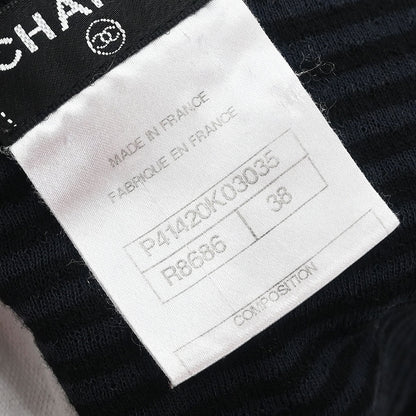 CHA
MADE IN FRANCE
FABRIQUE EN FRANCE
P41420K03035
R8686 38
COMPOSITION